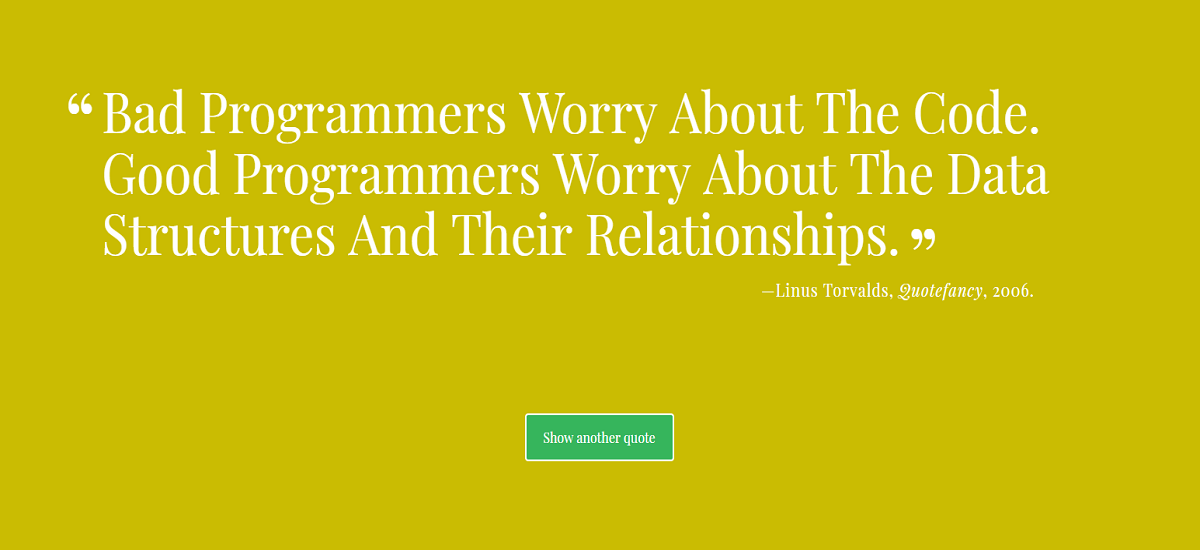 “ Bad Programmers Worry About The Code.
Good Programmers Worry About The Data
Structures And Their Relationships. ”
—Linus Torvalds, Quotefancy, 2006.
Show another quote